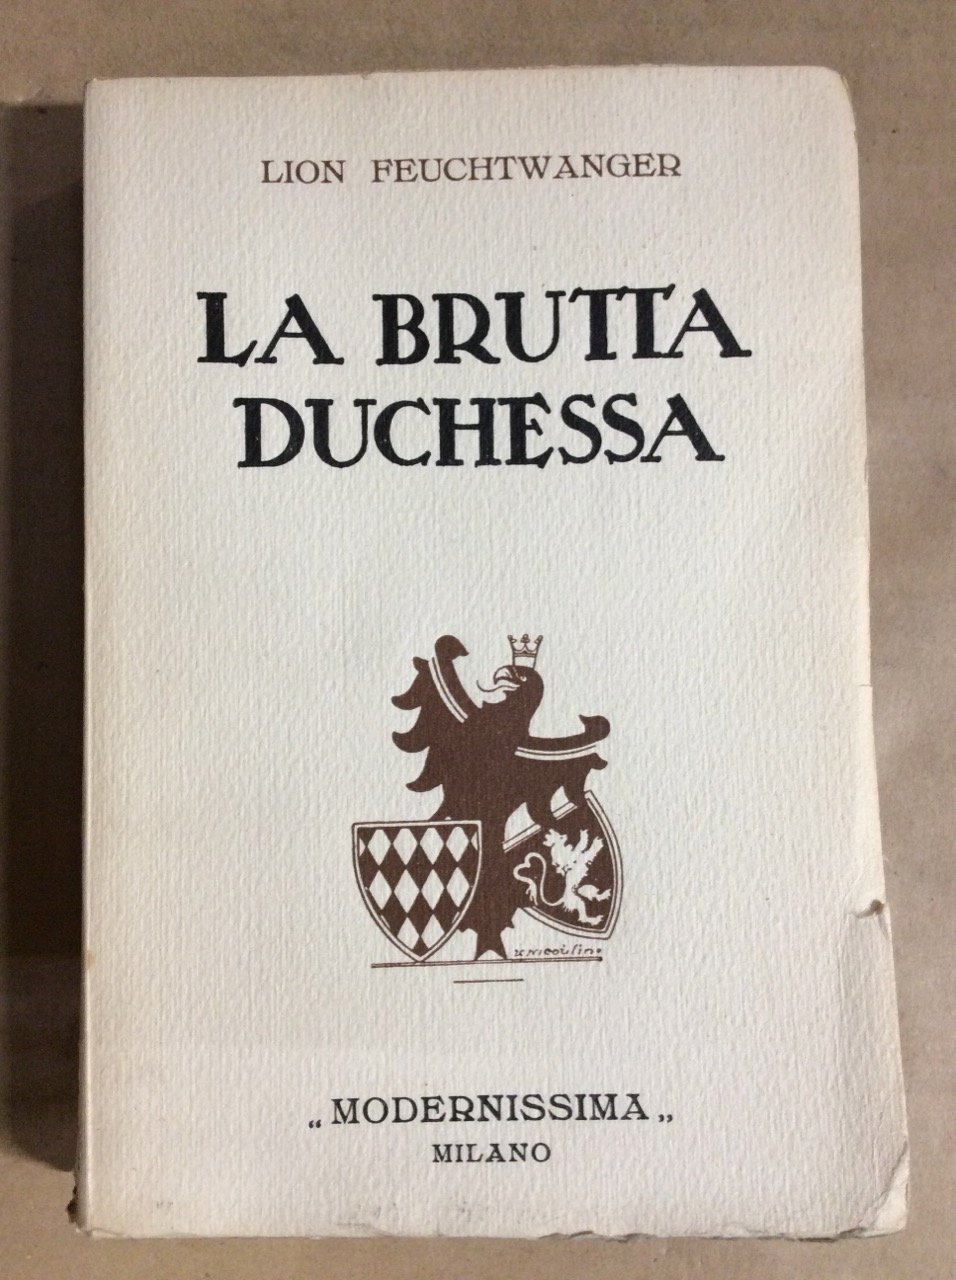 LION FEUCHTWANGER
LA BRUTTA
DUCHESSA
„MODERNISSIMA„
MILANO